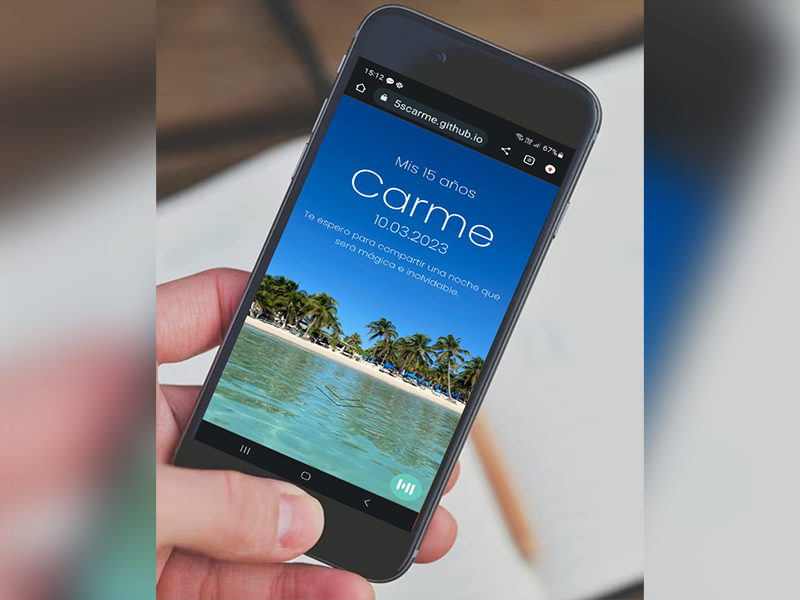 15:12
67%
5scarme.github.io
Mis 15 años
Carme
10.03.2023
Te espero para compartir una noche que
será mágica e inolvidable.